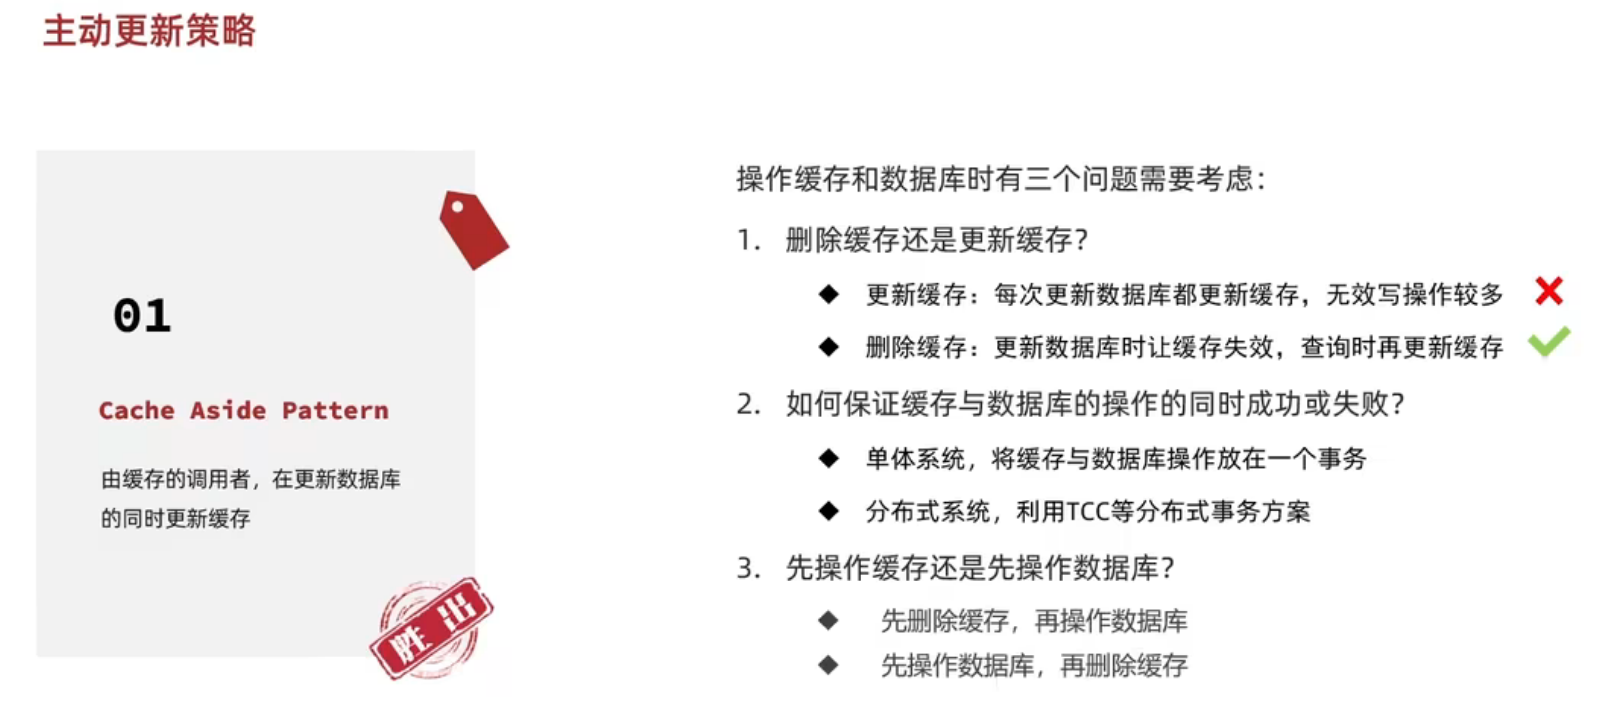 主动更新策略
01
Cache Aside Pattern
由缓存的调用者，在更新数据库
的同时更新缓存
胜出
操作缓存和数据库时有三个问题需要考虑：
1. 删除缓存还是更新缓存？
◆ 更新缓存：每次更新数据库都更新缓存，无效写操作较多
◆ 删除缓存：更新数据库时让缓存失效，查询时再更新缓存
2. 如何保证缓存与数据库的操作的同时成功或失败？
◆ 单体系统，将缓存与数据库操作放在一个事务
◆ 分布式系统，利用TCC等分布式事务方案
3. 先操作缓存还是先操作数据库？
◆ 先删除缓存，再操作数据库
◆ 先操作数据库，再删除缓存